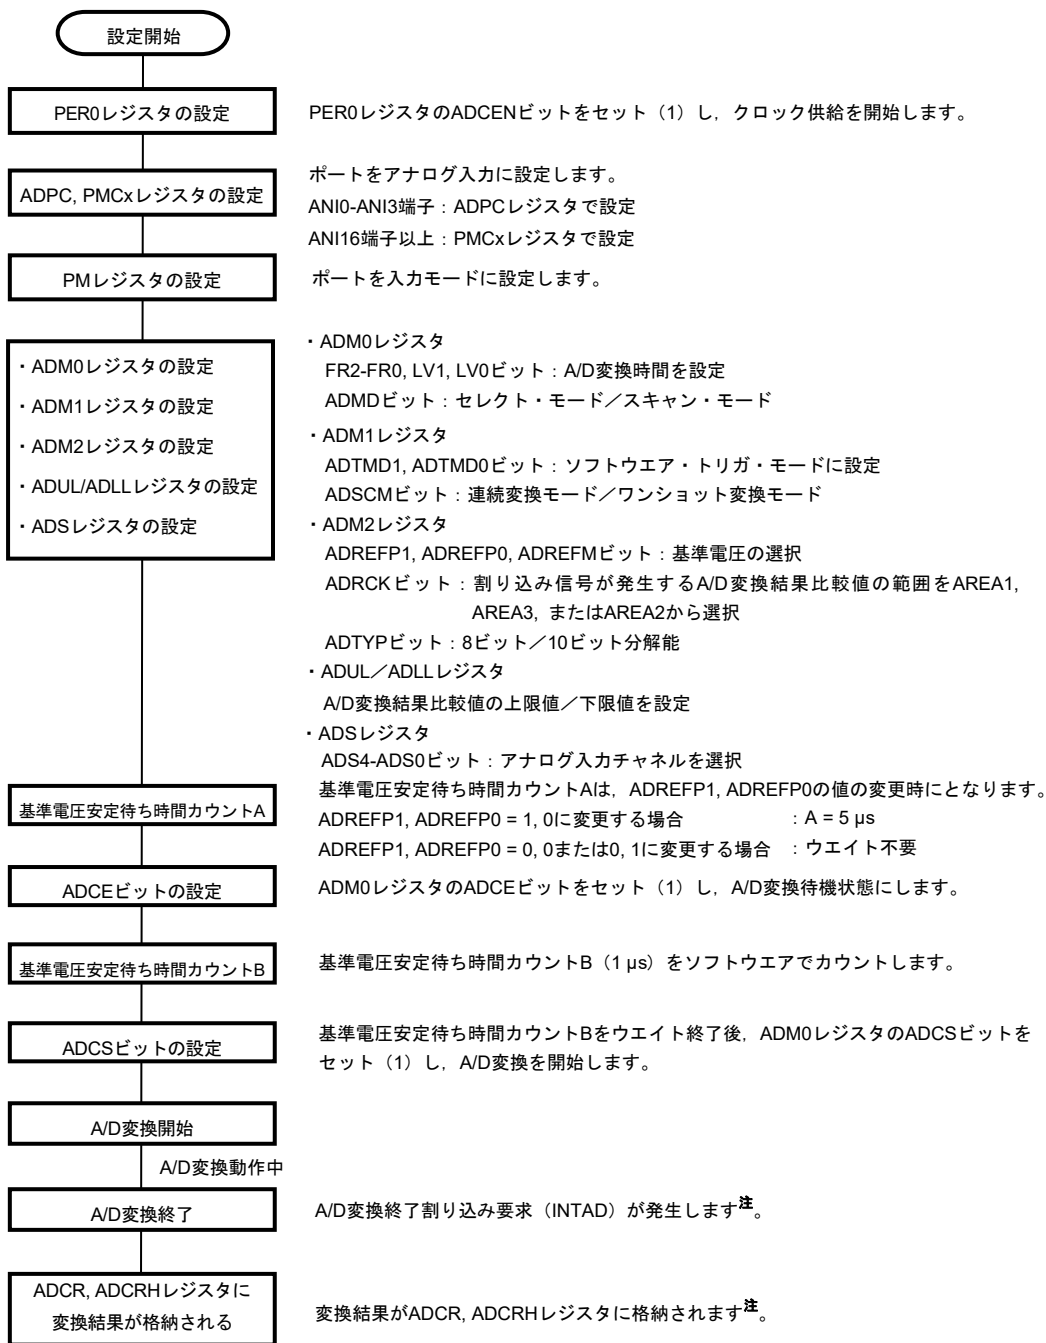 設定開始
PER0レジスタの設定
PER0レジスタのADCENビットをセット（1）し，クロック供給を開始します。
ADPC, PMCxレジスタの設定
ポートをアナログ入力に設定します。
ANI0-ANI3端子：ADPCレジスタで設定
ANI16端子以上：PMCxレジスタで設定
PMレジスタの設定
ポートを入力モードに設定します。
・ADM0レジスタの設定
・ADM1レジスタの設定
・ADM2レジスタの設定
・ADUL/ADLLレジスタの設定
・ADSレジスタの設定
・ADM0レジスタ
FR2-FR0, LV1, LV0ビット：A/D変換時間を設定
ADMDビット：セレクト・モード／スキャン・モード
・ADM1レジスタ
ADTMD1, ADTMD0ビット：ソフトウエア・トリガ・モードに設定
ADSCMビット：連続変換モード／ワンショット変換モード
・ADM2レジスタ
ADREFP1, ADREFP0, ADREFMビット：基準電圧の選択
ADRCKビット：割り込み信号が発生するA/D変換結果比較値の範囲をAREA1,
AREA3, またはAREA2から選択
ADTYPビット：8ビット／10ビット分解能
・ADUL／ADLLレジスタ
A/D変換結果比較値の上限値／下限値を設定
・ADSレジスタ
ADS4-ADS0ビット：アナログ入力チャネルを選択
基準電圧安定待ち時間カウントA
基準電圧安定待ち時間カウントAは，ADREFP1, ADREFP0の値の変更時にとなります。
ADREFP1, ADREFP0 = 1, 0に変更する場合　：A = 5 μs
ADREFP1, ADREFP0 = 0, 0または0, 1に変更する場合　：ウエイト不要
ADCEビットの設定
ADM0レジスタのADCEビットをセット（1）し，A/D変換待機状態にします。
基準電圧安定待ち時間カウントB
基準電圧安定待ち時間カウントB（1 μs）をソフトウエアでカウントします。
ADCSビットの設定
基準電圧安定待ち時間カウントBをウエイト終了後，ADM0レジスタのADCSビットを
セット（1）し，A/D変換を開始します。
A/D変換開始
A/D変換動作中
A/D変換終了
A/D変換終了割り込み要求（INTAD）が発生します注。
ADCR, ADCRHレジスタに
変換結果が格納される
変換結果がADCR, ADCRHレジスタに格納されます注。